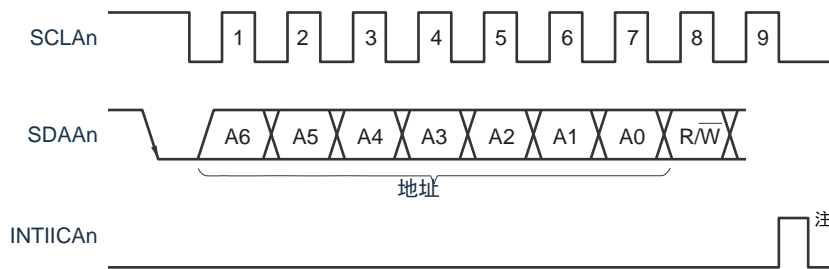 SCLAn 1 2 3 4 5 6 7 8 9
SDAAn A6 A5 A4 A3 A2 A1 A0 R/W̅
地址
INTIICAn 注